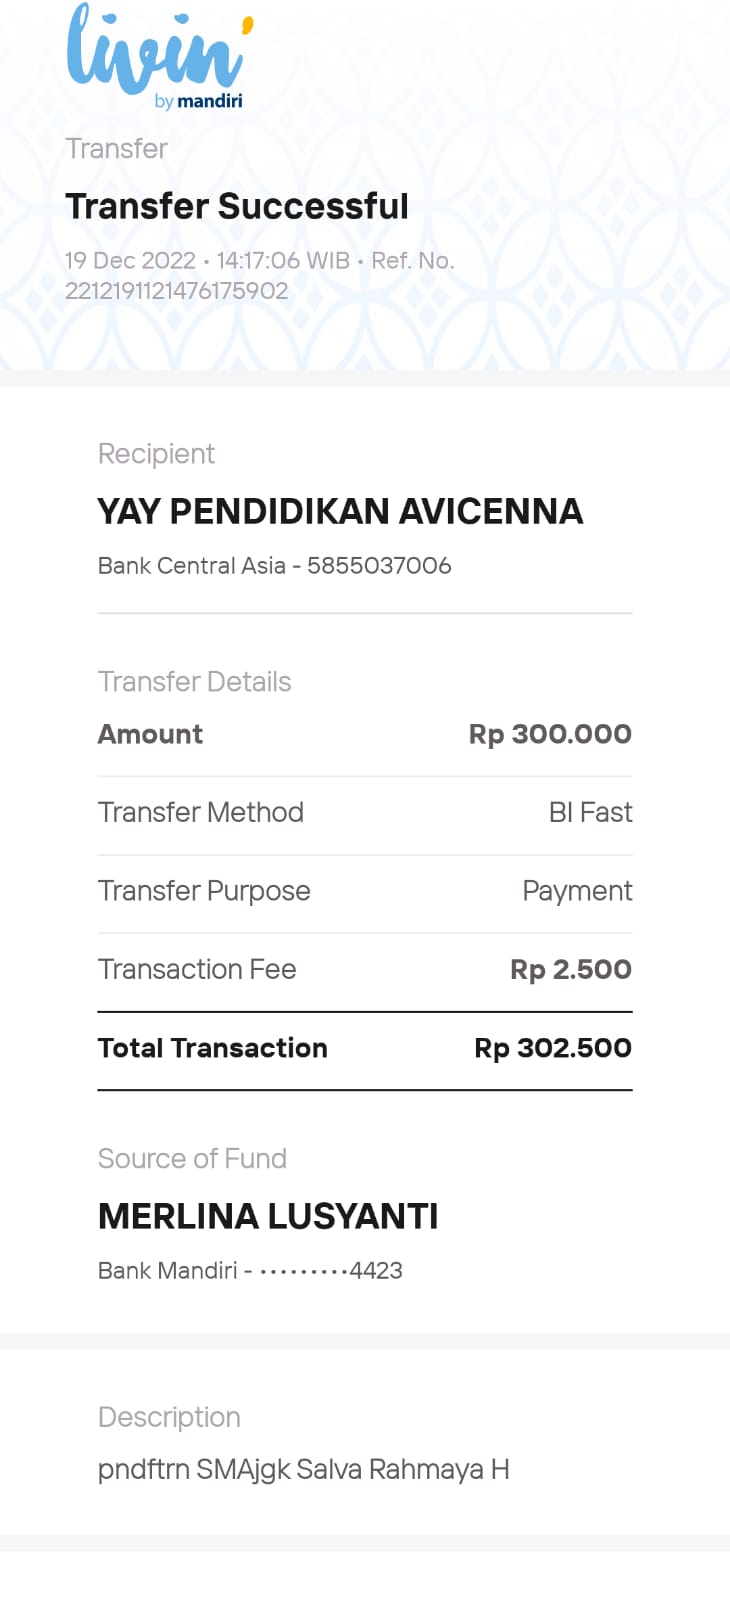 livin'
by mandiri
Transfer
Transfer Successful
19 Dec 2022 • 14:17:06 WIB • Ref. No.
2212191121476175902
Recipient
YAY PENDIDIKAN AVICENNA
Bank Central Asia - 5855037006
Transfer Details
Amount Rp 300.000
Transfer Method BI Fast
Transfer Purpose Payment
Transaction Fee Rp 2.500
Total Transaction Rp 302.500
Source of Fund
MERLINA LUSYANTI
Bank Mandiri - •••••••••4423
Description
pndftrn SMAjgk Salva Rahmaya H